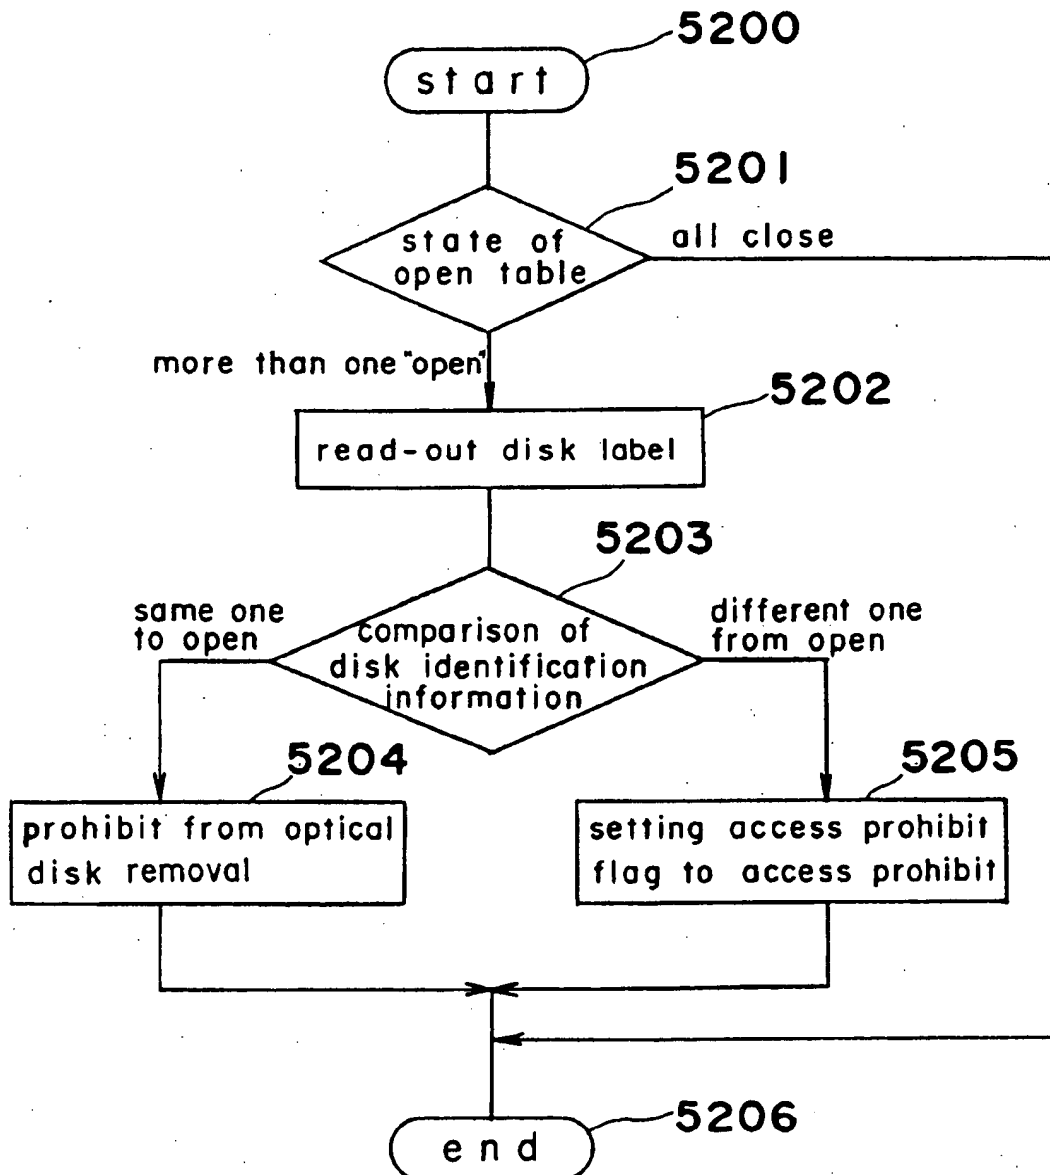 5200
start
5201
state of
open table
all close
more than one "open"
5202
read-out disk label
5203
same one
to open
comparison of
disk identification
information
different one
from open
5204
prohibit from optical
disk removal
5205
setting access prohibit
flag to access prohibit
5206
end